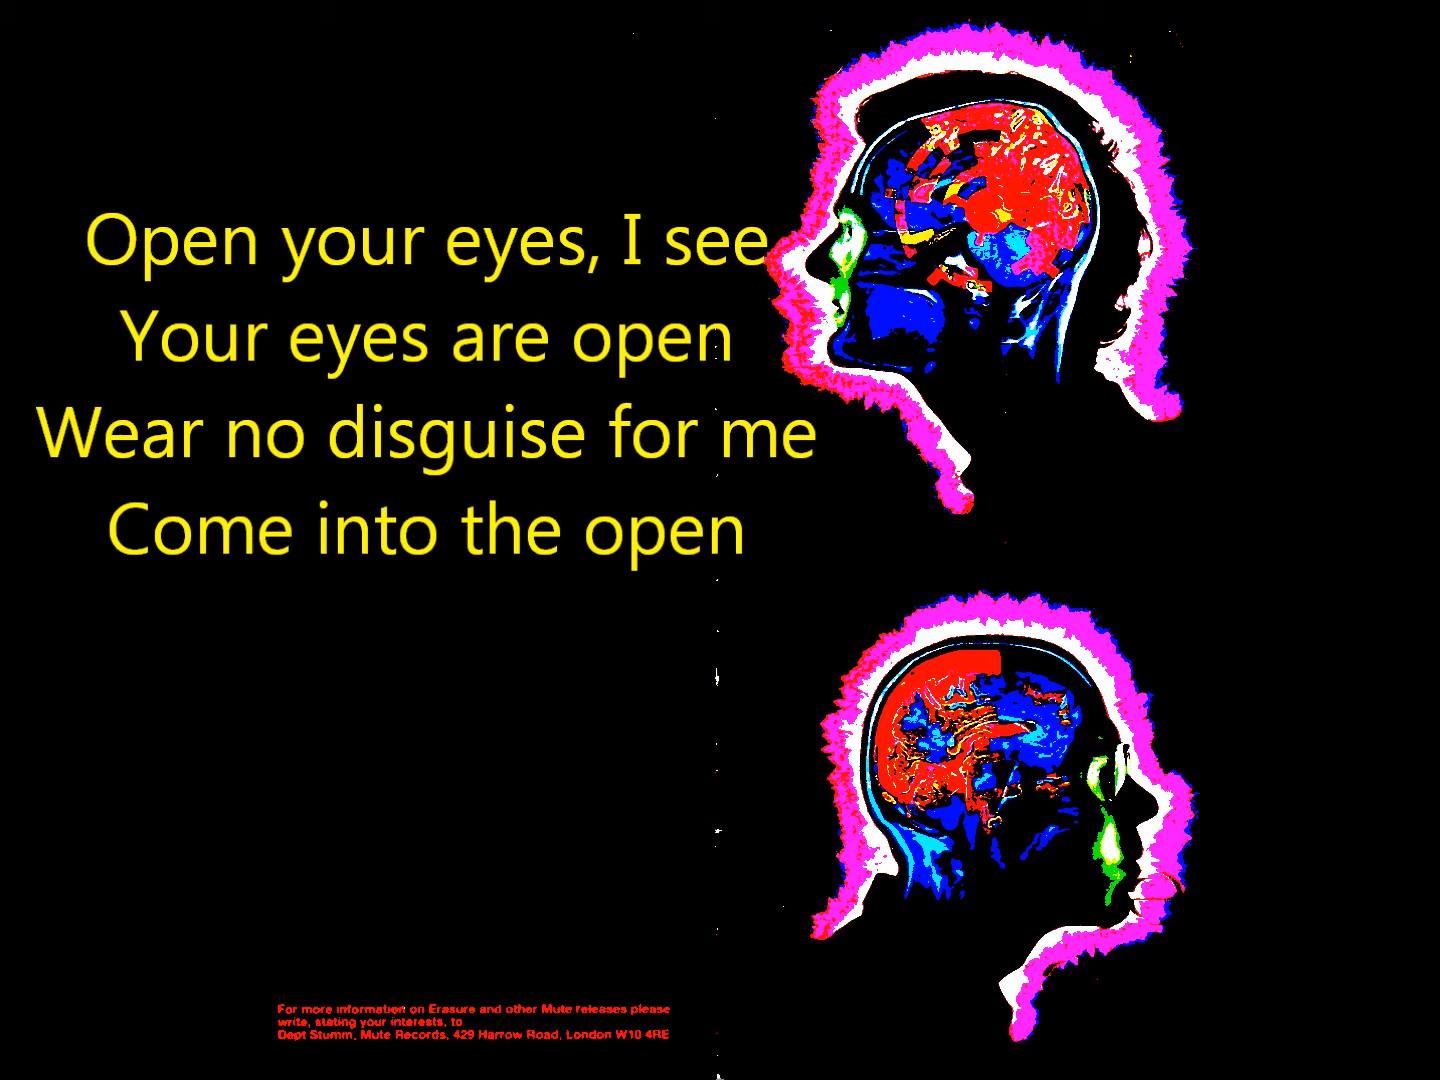 Open your eyes, I see
Your eyes are open
Wear no disguise for me
Come into the open
For more information on Erasure and other Mute releases please
write, stating your interests, to
Dept Stumm, Mute Records, 429 Harrow Road, London W10 4RE